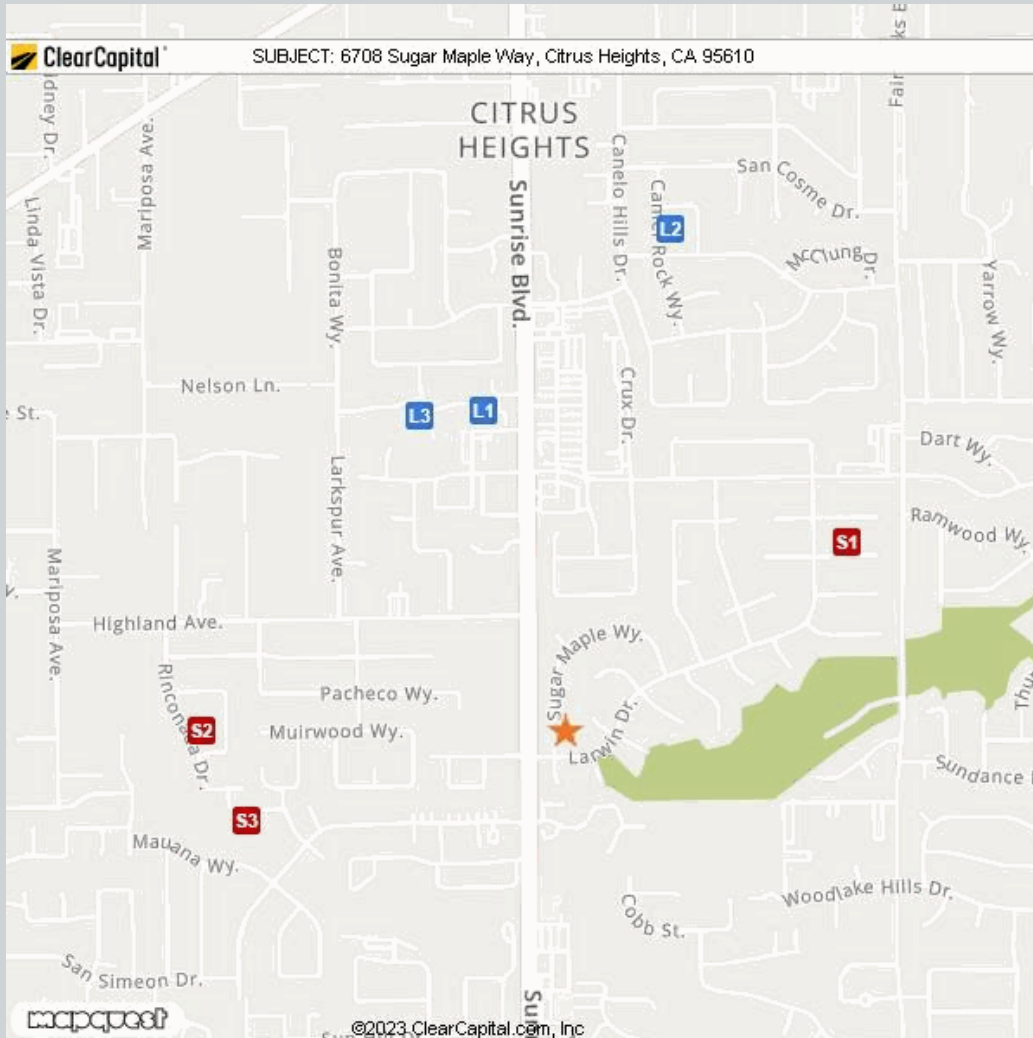 ClearCapital
SUBJECT: 6708 Sugar Maple Way, Citrus Heights, CA 95610
CITRUS
HEIGHTS
Mariposa Ave.
Linda Vista Dr.
Bonita Wy.
Sunrise Blvd.
Canelo Hills Dr.
San Cosme Dr.
McClung Dr.
Yarrow Wy.
L2
Nelson Ln.
L3
L1
Crux Dr.
St.
Dart Wy.
Larkspur Ave.
Ramwood Wy.
S1
Mariposa Ave.
Highland Ave.
Sugar Maple Wy.
Rinconada Dr.
Pacheco Wy.
S2
Muirwood Wy.
Larwin Dr.
Sundance
S3
Mauana Wy.
Woodlake Hills Dr.
Cobb St.
San Simeon Dr.
mapquest
©2023 ClearCapital.com, Inc